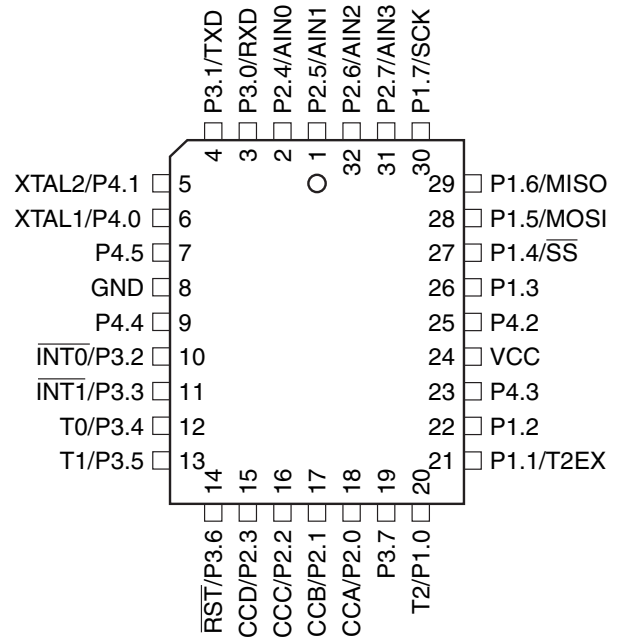 P3.1/TXD
P3.0/RXD
P2.4/AIN0
P2.5/AIN1
P2.6/AIN2
P2.7/AIN3
P1.7/SCK
4
3
2
1
32
31
30
XTAL2/P4.1 5
XTAL1/P4.0 6
P4.5 7
GND 8
P4.4 9
INT0/P3.2 10
INT1/P3.3 11
T0/P3.4 12
T1/P3.5 13
29 P1.6/MISO
28 P1.5/MOSI
27 P1.4/SS
26 P1.3
25 P4.2
24 VCC
23 P4.3
22 P1.2
21 P1.1/T2EX
14
15
16
17
18
19
20
RST/P3.6
CCD/P2.3
CCC/P2.2
CCB/P2.1
CCA/P2.0
P3.7
T2/P1.0